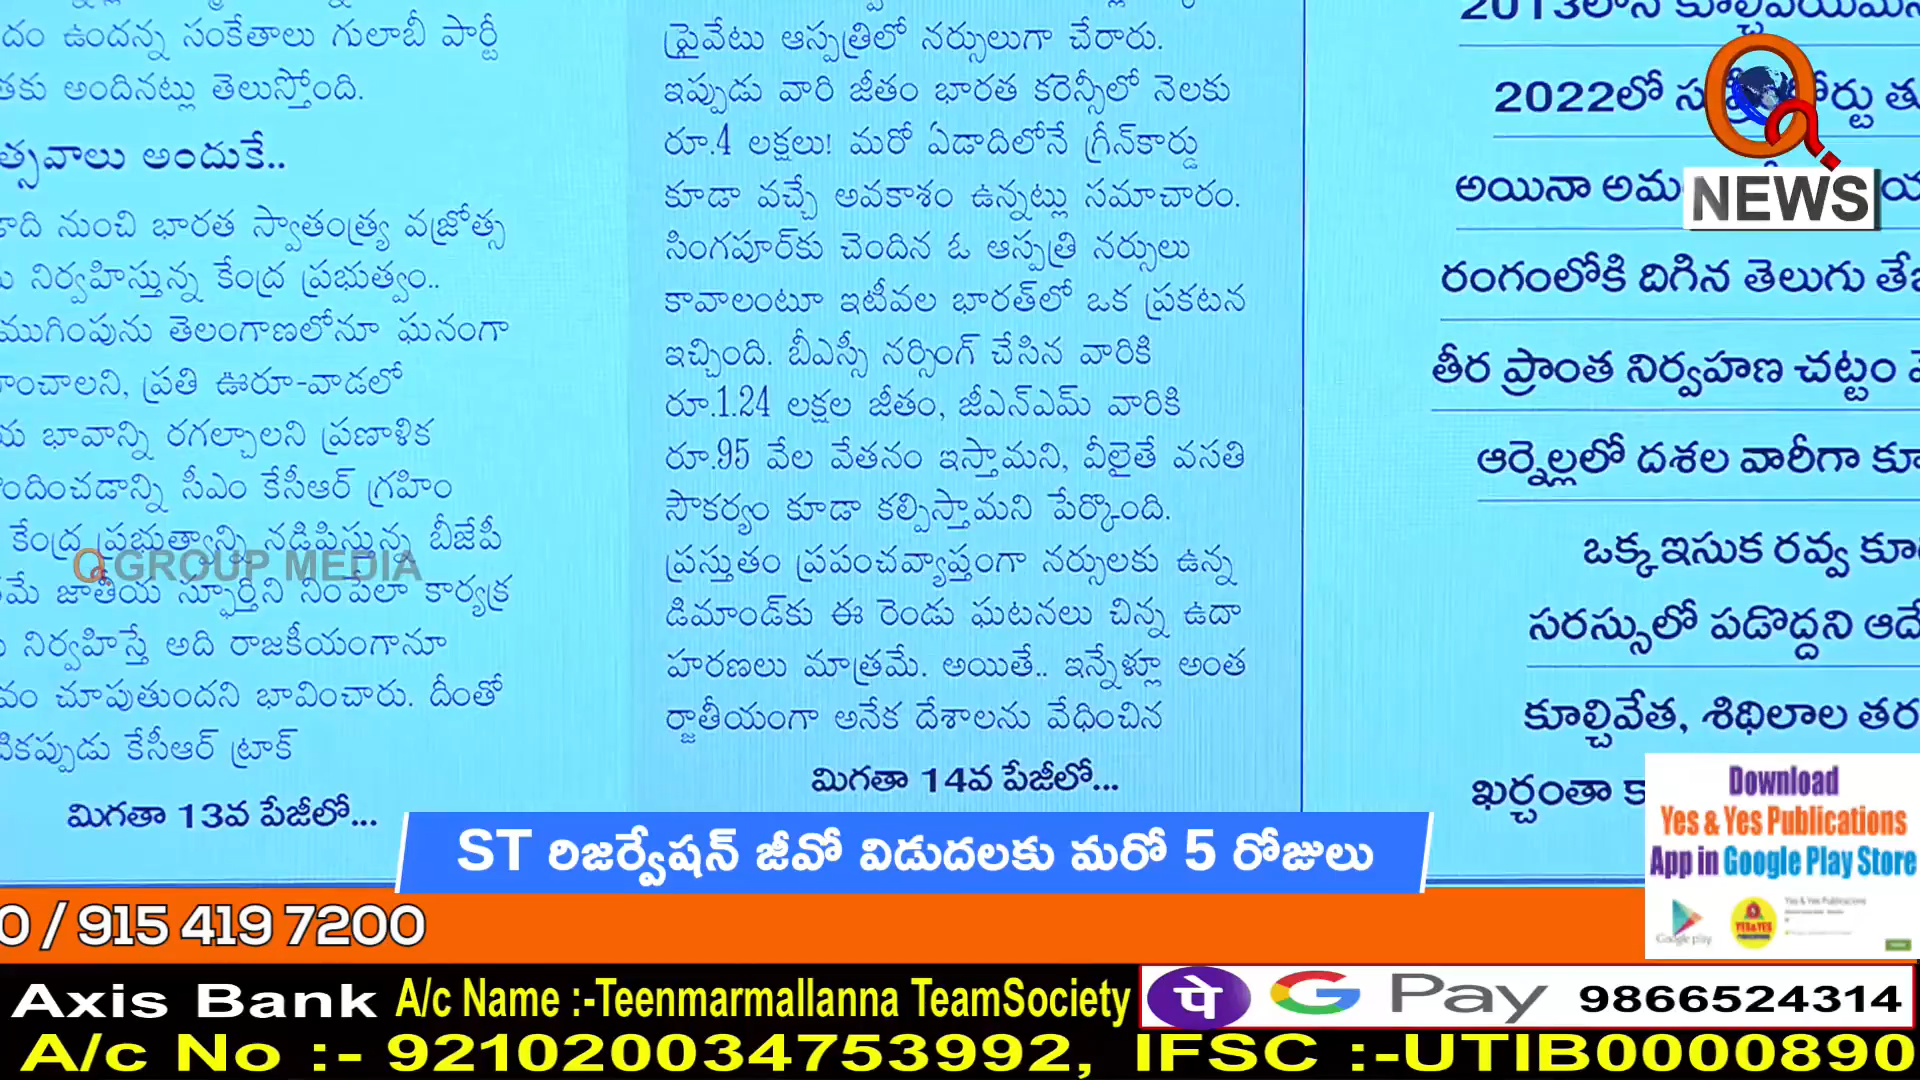 దం ఉందన్న సంకేతాలు గులాబీ పార్టీ
తకు అందినట్లు తెలుస్తోంది.
త్సవాలు అందుకే..
నుంచి భారత స్వాతంత్ర్య వజ్రోత్స
నిర్వహిస్తున్న కేంద్ర ప్రభుత్వం..
ముగింపును తెలంగాణలోనూ ఘనంగా
ప్రతి ఊరూ-వాడలో
భావాన్ని రగల్చాలని ప్రణాళిక
సీఎం కేసీఆర్ గ్రహిం
కేంద్ర ప్రభుత్వాన్ని నడిపిస్తున్న బీజేపీ
జాతీయ స్ఫూర్తిని నింపేలా కార్యక్ర
నిర్వహిస్తే అది రాజకీయంగానూ
చూపుతుందని భావించారు. దీంతో
కేసీఆర్ ట్రాక్
మిగతా 13వ పేజీలో...
ప్రైవేటు ఆస్పత్రిలో నర్సులుగా చేరారు.
ఇప్పుడు వారి జీతం భారత కరెన్సీలో నెలకు
రూ.4 లక్షలు! మరో ఏడాదిలోనే గ్రీన్‌కార్డు
కూడా వచ్చే అవకాశం ఉన్నట్లు సమాచారం.
సింగపూర్‌కు చెందిన ఓ ఆస్పత్రి నర్సులు
కావాలంటూ ఇటీవల భారత్‌లో ఒక ప్రకటన
ఇచ్చింది. బీఎస్సీ నర్సింగ్ చేసిన వారికి
రూ.1.24 లక్షల జీతం, జీఎన్ఎమ్ వారికి
రూ.95 వేల వేతనం ఇస్తామని, వీలైతే వసతి
సౌకర్యం కూడా కల్పిస్తామని పేర్కొంది.
ప్రస్తుతం ప్రపంచవ్యాప్తంగా నర్సులకు ఉన్న
డిమాండ్‌కు ఈ రెండు ఘటనలు చిన్న ఉదా
హరణలు మాత్రమే. అయితే.. ఇన్నేళ్లూ అంత
ర్జాతీయంగా అనేక దేశాలను వేధించిన
మిగతా 14వ పేజీలో...
2022లో
అయినా
రంగంలోకి దిగిన తెలుగు
తీర ప్రాంత నిర్వహణ చట్టం
ఆర్నెల్లలో దశల వారీగా
ఒక్క ఇసుక రవ్వ
సరస్సులో పడొద్దని
కూల్చివేత, శిథిలాల
ఖర్చంతా
NEWS
Q GROUP MEDIA
ST రిజర్వేషన్ జీవో విడుదలకు మరో 5 రోజులు
Download
Yes & Yes Publications
App in Google Play Store
Google play
YES&YES
Yes & Yes Publications
0 / 915 419 7200
Axis Bank A/c Name :-Teenmarmallanna TeamSociety
पे G Pay 9866524314
A/c No :- 921020034753992, IFSC :-UTIB0000890